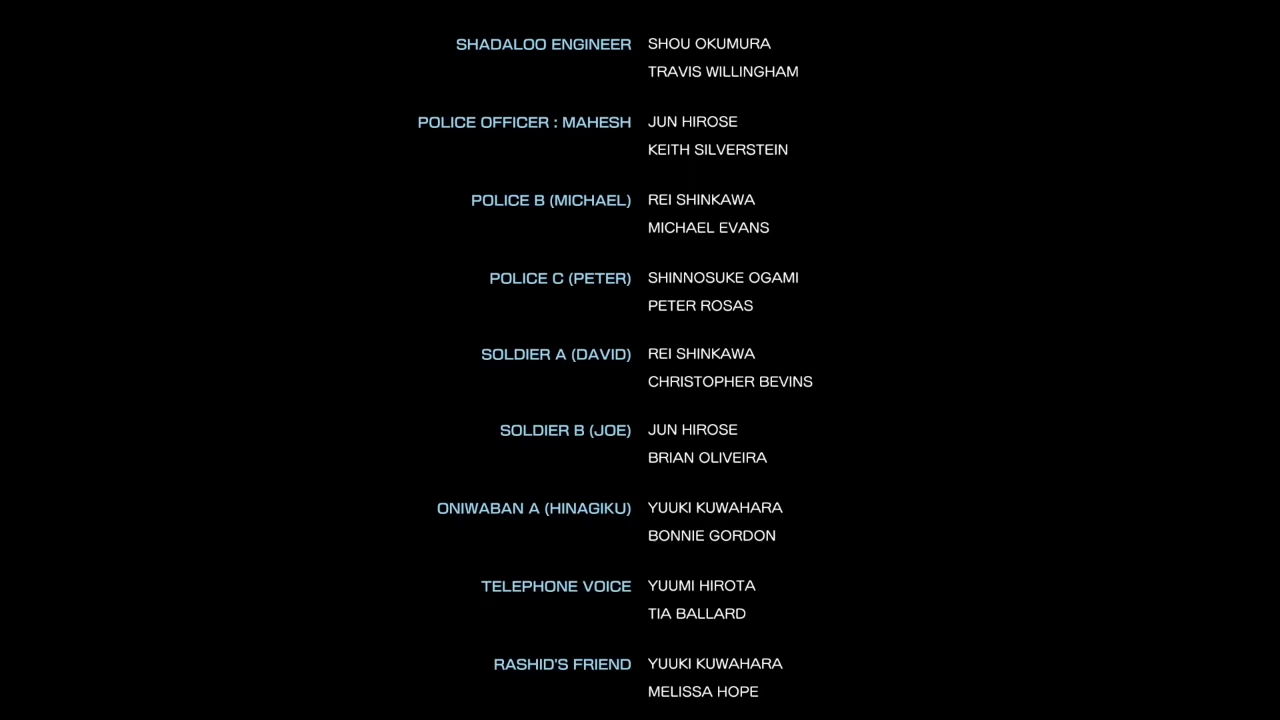 SHADALOO ENGINEER SHOU OKUMURA
TRAVIS WILLINGHAM
POLICE OFFICER : MAHESH JUN HIROSE
KEITH SILVERSTEIN
POLICE B (MICHAEL) REI SHINKAWA
MICHAEL EVANS
POLICE C (PETER) SHINNOSUKE OGAMI
PETER ROSAS
SOLDIER A (DAVID) REI SHINKAWA
CHRISTOPHER BEVINS
SOLDIER B (JOE) JUN HIROSE
BRIAN OLIVEIRA
ONIWABAN A (HINAGIKU) YUUKI KUWAHARA
BONNIE GORDON
TELEPHONE VOICE YUUMI HIROTA
TIA BALLARD
RASHID'S FRIEND YUUKI KUWAHARA
MELISSA HOPE